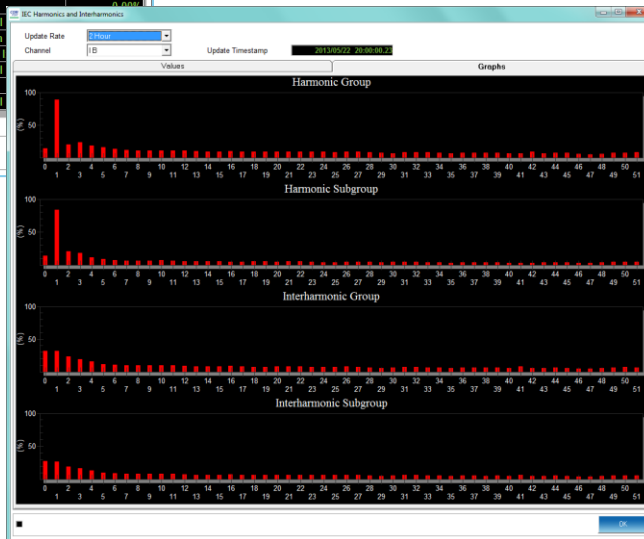 0.00%
IEC Harmonics and Interharmonics
Update Rate 2 Hour
Channel I B Update Timestamp 2013/05/22 20:00:00.23
Values Graphs
Harmonic Group
100
50
(%)
0 2 4 6 8 10 12 14 16 18 20 22 24 26 28 30 32 34 36 38 40 42 44 46 48 50
1 3 5 7 9 11 13 15 17 19 21 23 25 27 29 31 33 35 37 39 41 43 45 47 49 51
Harmonic Subgroup
100
50
(%)
0 2 4 6 8 10 12 14 16 18 20 22 24 26 28 30 32 34 36 38 40 42 44 46 48 50
1 3 5 7 9 11 13 15 17 19 21 23 25 27 29 31 33 35 37 39 41 43 45 47 49 51
Interharmonic Group
100
50
(%)
0 2 4 6 8 10 12 14 16 18 20 22 24 26 28 30 32 34 36 38 40 42 44 46 48 50
1 3 5 7 9 11 13 15 17 19 21 23 25 27 29 31 33 35 37 39 41 43 45 47 49 51
Interharmonic Subgroup
100
50
(%)
0 2 4 6 8 10 12 14 16 18 20 22 24 26 28 30 32 34 36 38 40 42 44 46 48 50
1 3 5 7 9 11 13 15 17 19 21 23 25 27 29 31 33 35 37 39 41 43 45 47 49 51
OK